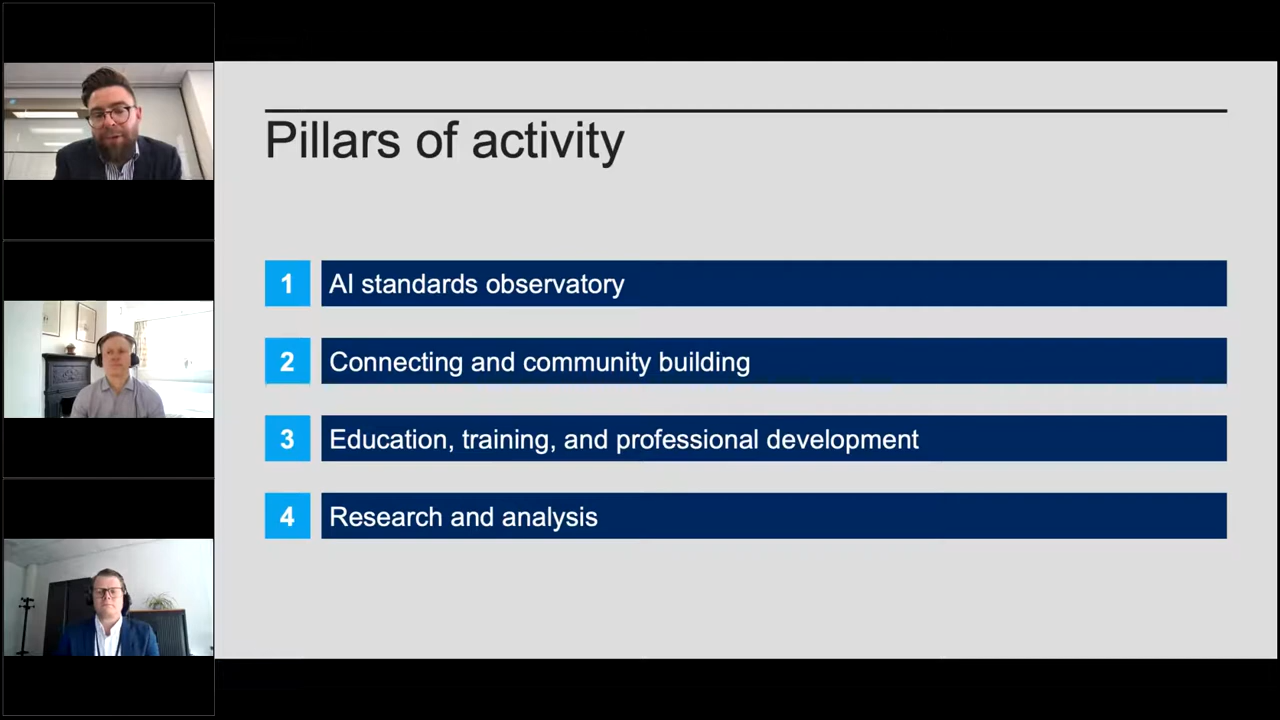 Pillars of activity
1 AI standards observatory
2 Connecting and community building
3 Education, training, and professional development
4 Research and analysis